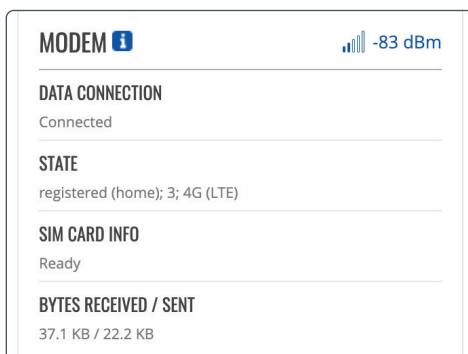 MODEM i -83 dBm
DATA CONNECTION
Connected
STATE
registered (home); 3; 4G (LTE)
SIM CARD INFO
Ready
BYTES RECEIVED / SENT
37.1 KB / 22.2 KB